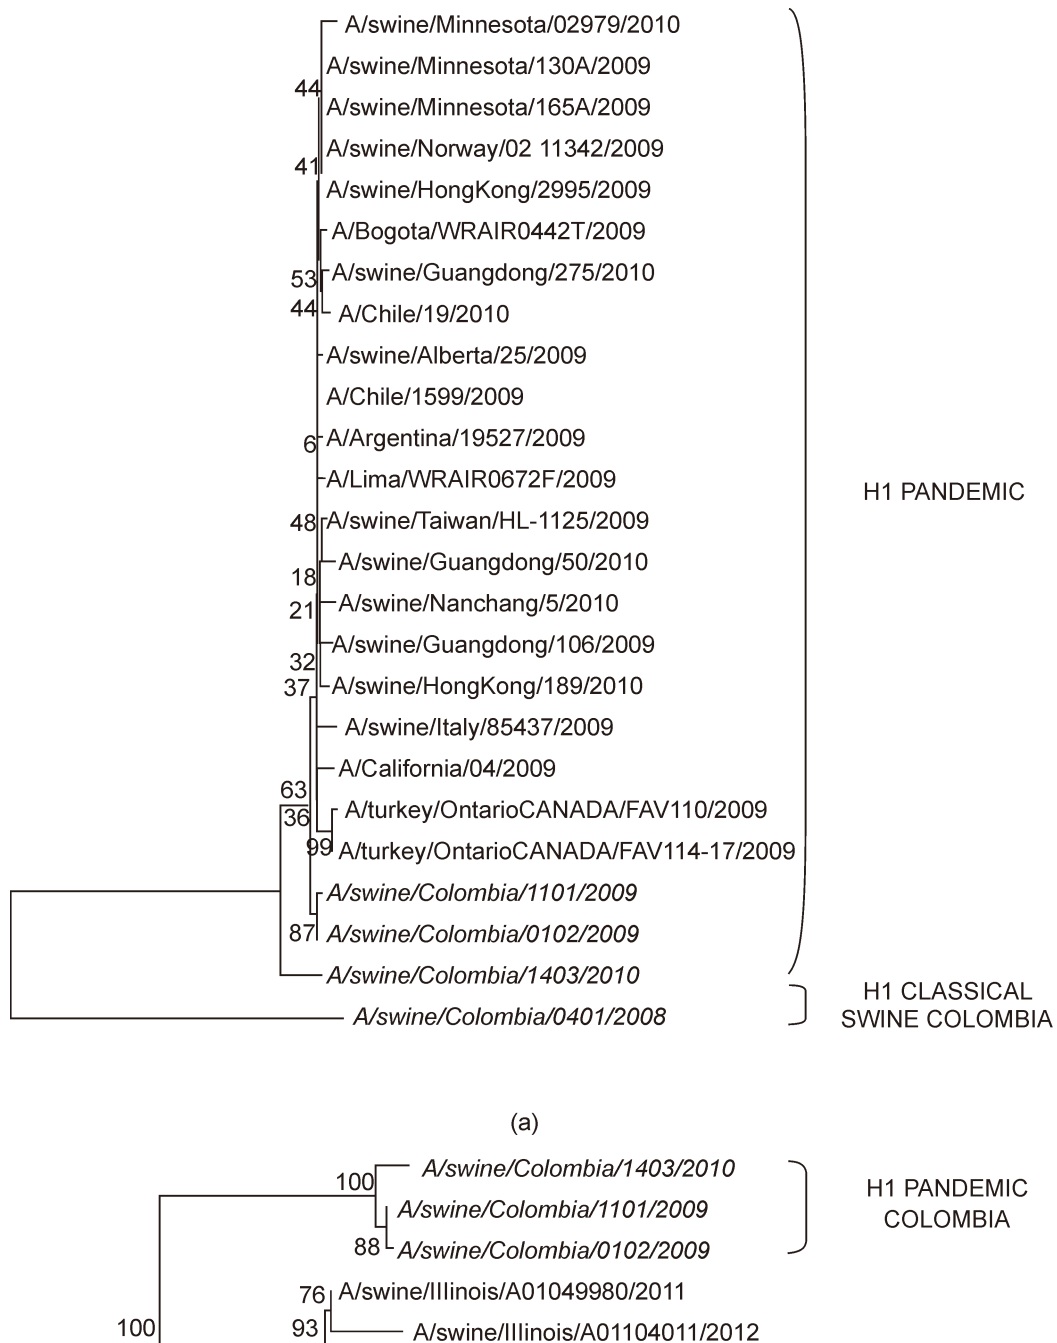 A/swine/Minnesota/02979/2010
A/swine/Minnesota/130A/2009
44
A/swine/Minnesota/165A/2009
A/swine/Norway/02 11342/2009
41
A/swine/HongKong/2995/2009
A/Bogota/WRAIR0442T/2009
A/swine/Guangdong/275/2010
53
44
A/Chile/19/2010
A/swine/Alberta/25/2009
A/Chile/1599/2009
A/Argentina/19527/2009
6
A/Lima/WRAIR0672F/2009
H1 PANDEMIC
48
A/swine/Taiwan/HL-1125/2009
A/swine/Guangdong/50/2010
18
A/swine/Nanchang/5/2010
21
A/swine/Guangdong/106/2009
32
A/swine/HongKong/189/2010
37
A/swine/Italy/85437/2009
A/California/04/2009
63
A/turkey/OntarioCANADA/FAV110/2009
36
99
A/turkey/OntarioCANADA/FAV114-17/2009
A/swine/Colombia/1101/2009
87
A/swine/Colombia/0102/2009
A/swine/Colombia/1403/2010
H1 CLASSICAL
SWINE COLOMBIA
A/swine/Colombia/0401/2008
(a)
A/swine/Colombia/1403/2010
100
H1 PANDEMIC
COLOMBIA
A/swine/Colombia/1101/2009
88
A/swine/Colombia/0102/2009
76
A/swine/Illinois/A01049980/2011
100
93
A/swine/Illinois/A01104011/2012